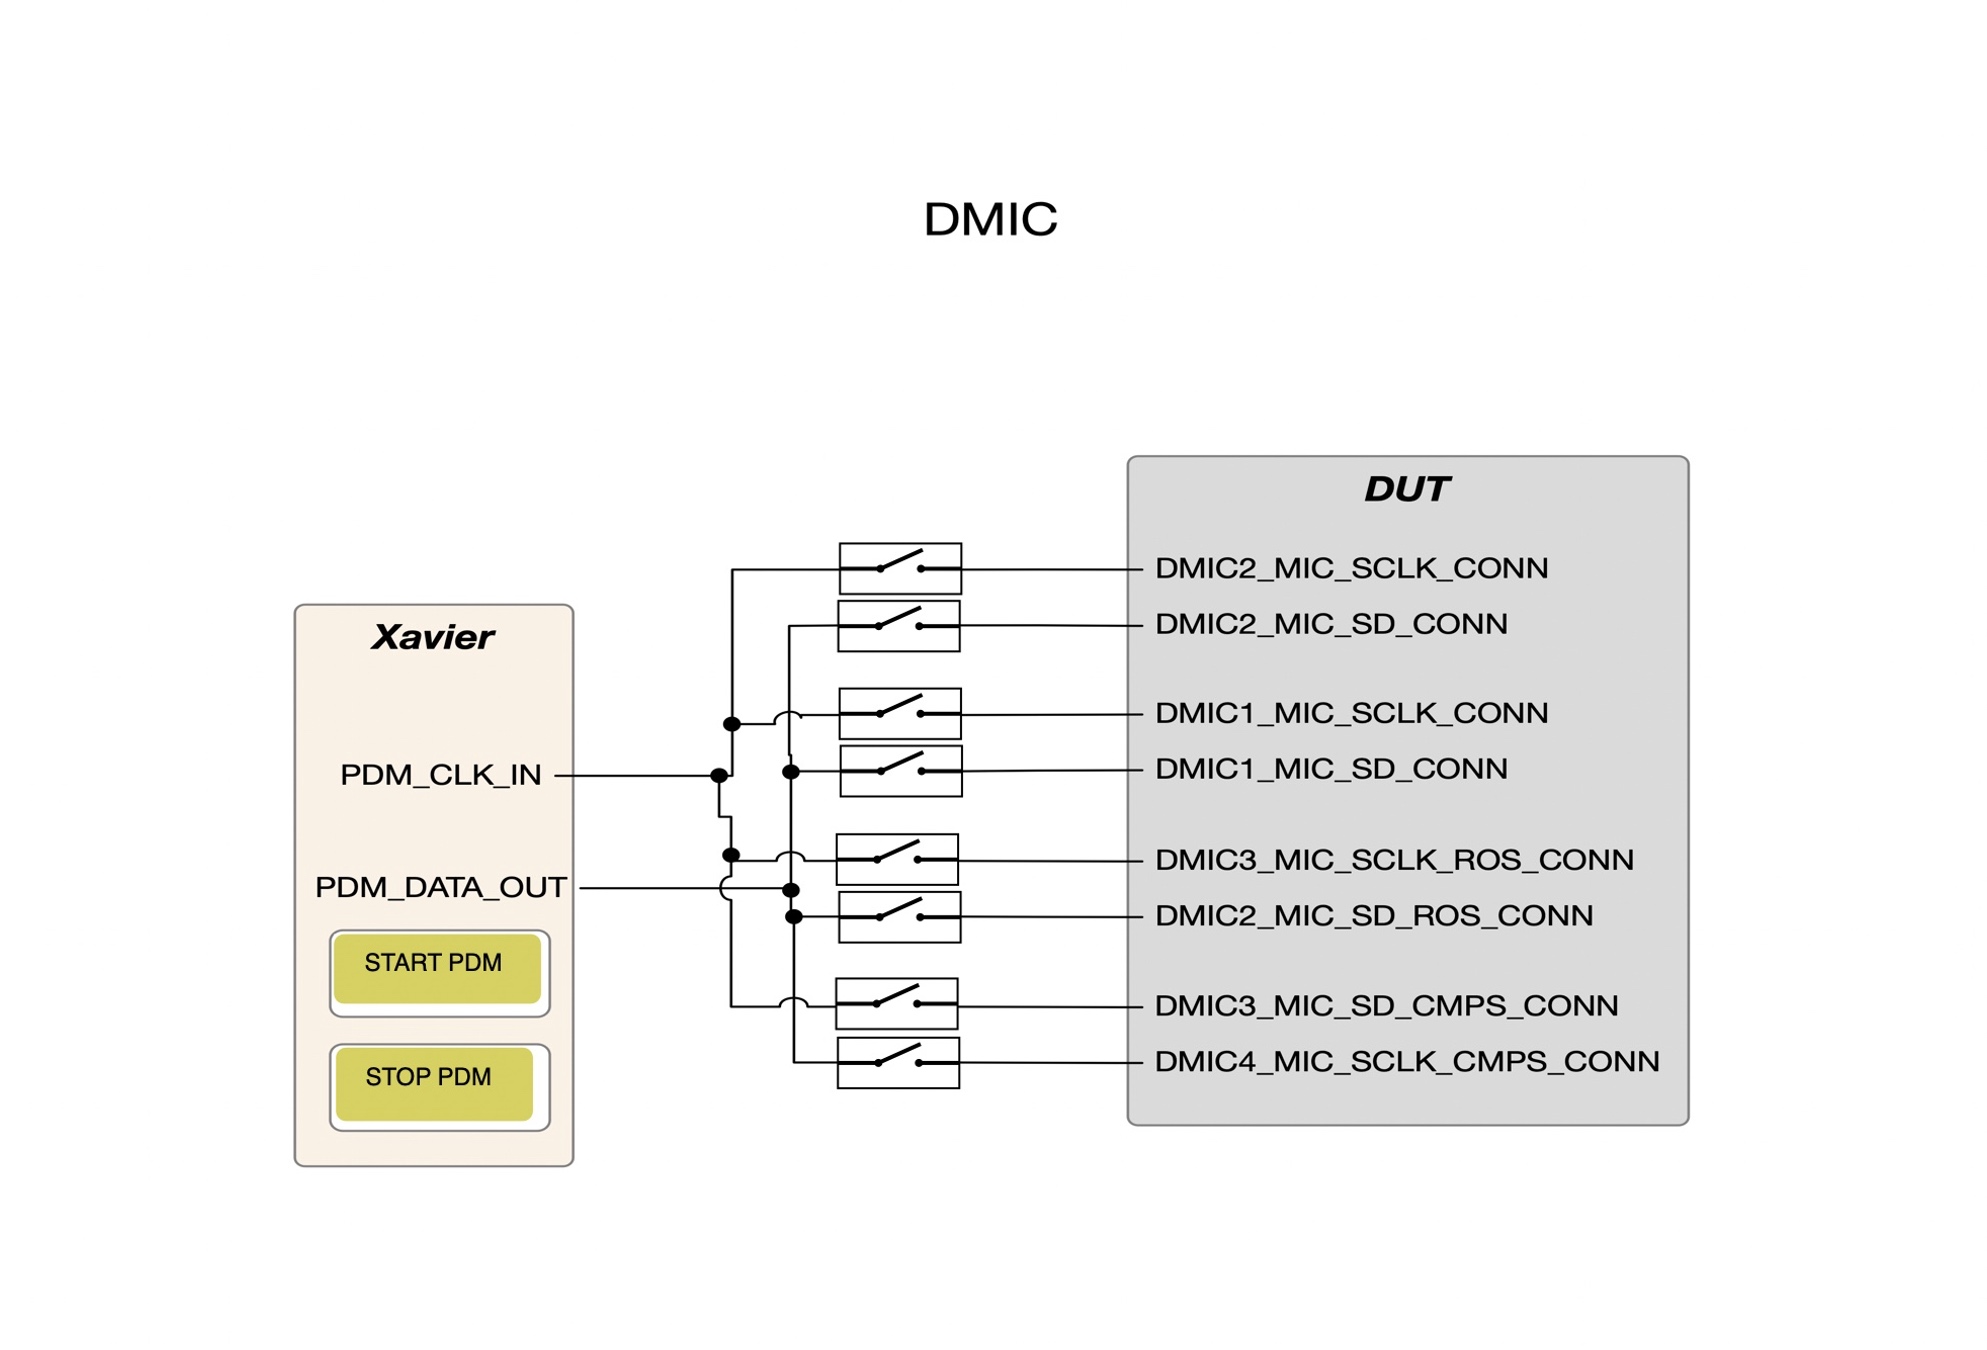 DMIC
Xavier
PDM_CLK_IN
PDM_DATA_OUT
START PDM
STOP PDM
DUT
DMIC2_MIC_SCLK_CONN
DMIC2_MIC_SD_CONN
DMIC1_MIC_SCLK_CONN
DMIC1_MIC_SD_CONN
DMIC3_MIC_SCLK_ROS_CONN
DMIC2_MIC_SD_ROS_CONN
DMIC3_MIC_SD_CMPS_CONN
DMIC4_MIC_SCLK_CMPS_CONN